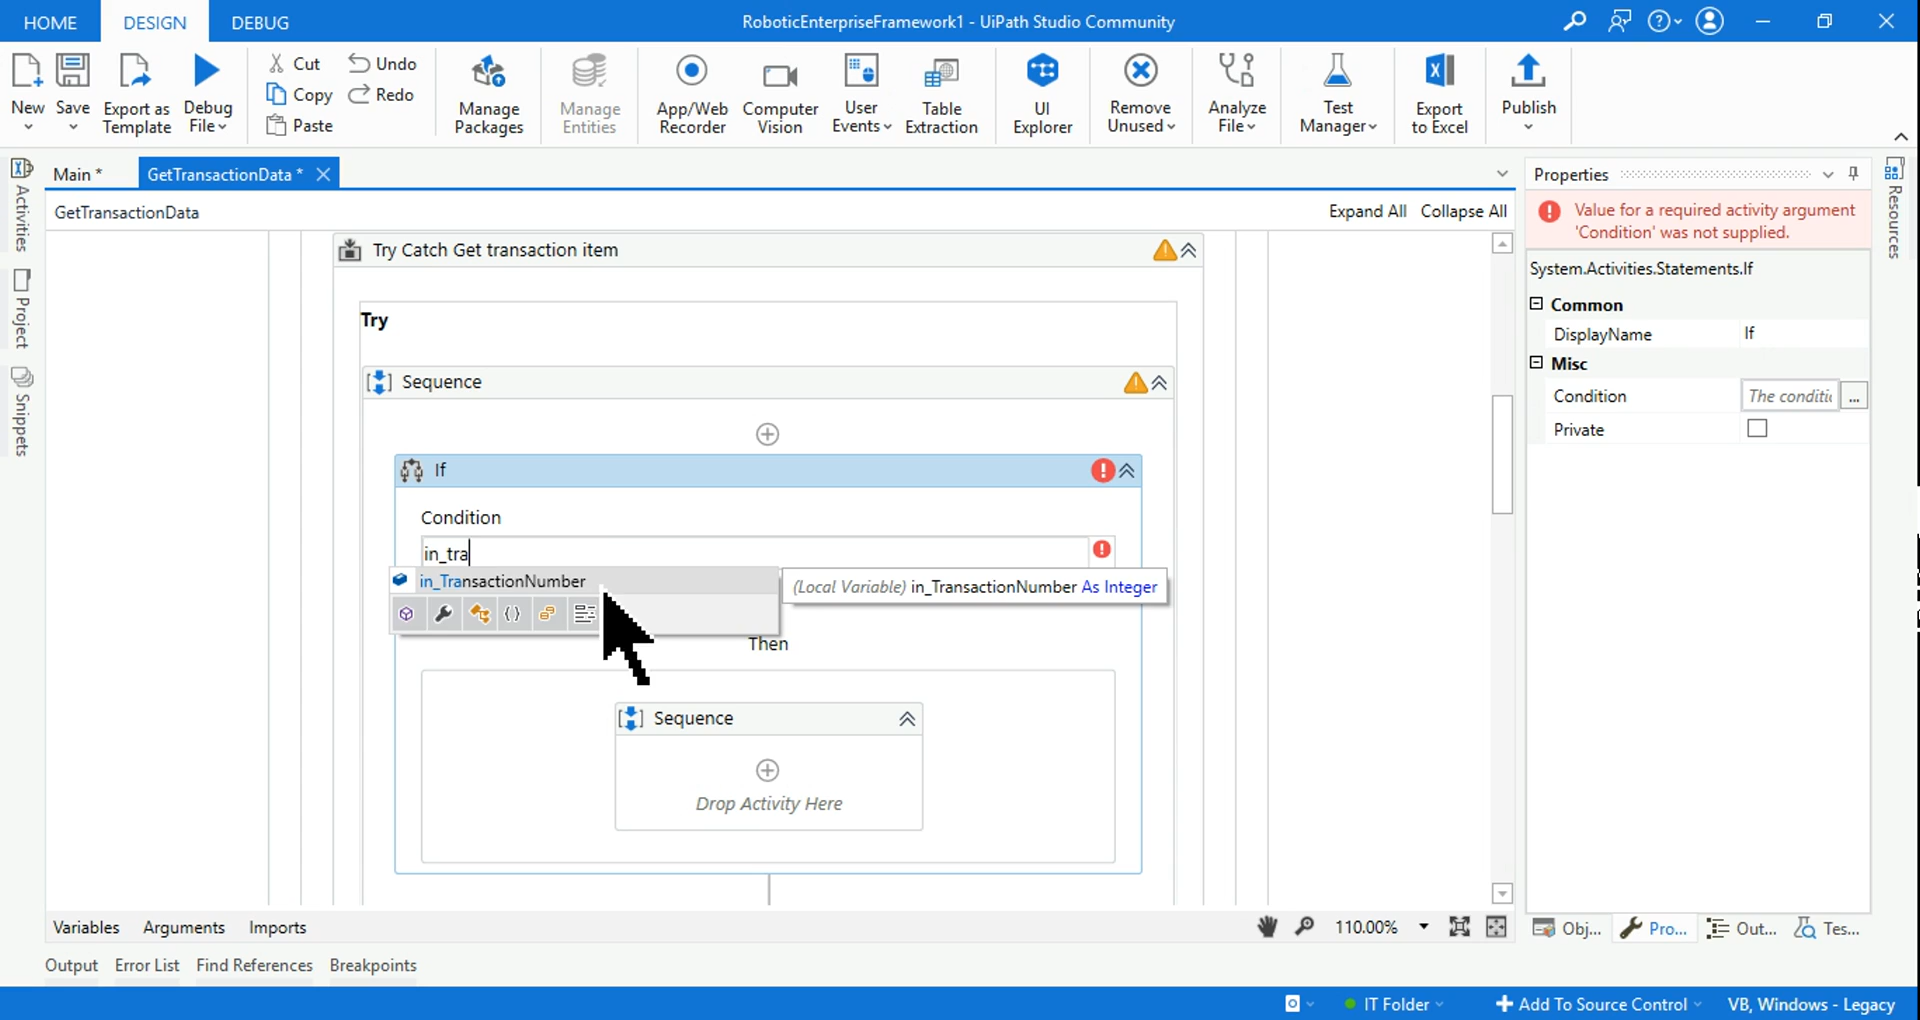 HOME DESIGN DEBUG RoboticEnterpriseFramework1 - UiPath Studio Community
New Save Export as Template Debug File Cut Copy Paste Undo Redo Manage Packages Manage Entities App/Web Recorder Computer Vision User Events Table Extraction UI Explorer Remove Unused Analyze File Test Manager Export to Excel Publish
Main * GetTransactionData *
Properties
GetTransactionData Expand All Collapse All
Value for a required activity argument
'Condition' was not supplied.
Activities
Project
Snippets
Resources
Try Catch Get transaction item
System.Activities.Statements.If
Common
DisplayName If
Misc
Condition The conditi ...
Private
Try
Sequence
If
Condition
in_tra
in_TransactionNumber
(Local Variable) in_TransactionNumber As Integer
Then
Sequence
Drop Activity Here
Variables Arguments Imports 110.00% Obj... Pro... Out... Tes...
Output Error List Find References Breakpoints
IT Folder Add To Source Control VB, Windows - Legacy